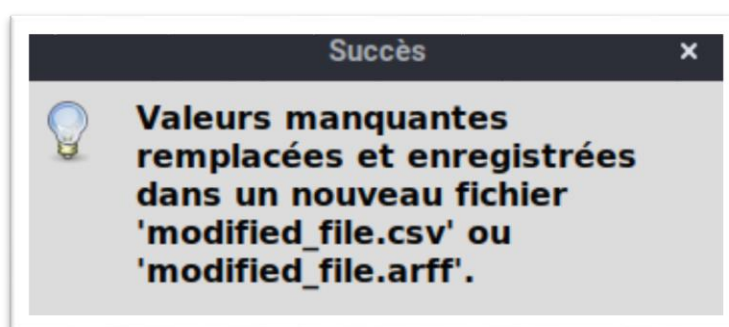 Succès ×
Valeurs manquantes
remplacées et enregistrées
dans un nouveau fichier
'modified_file.csv' ou
'modified_file.arff'.